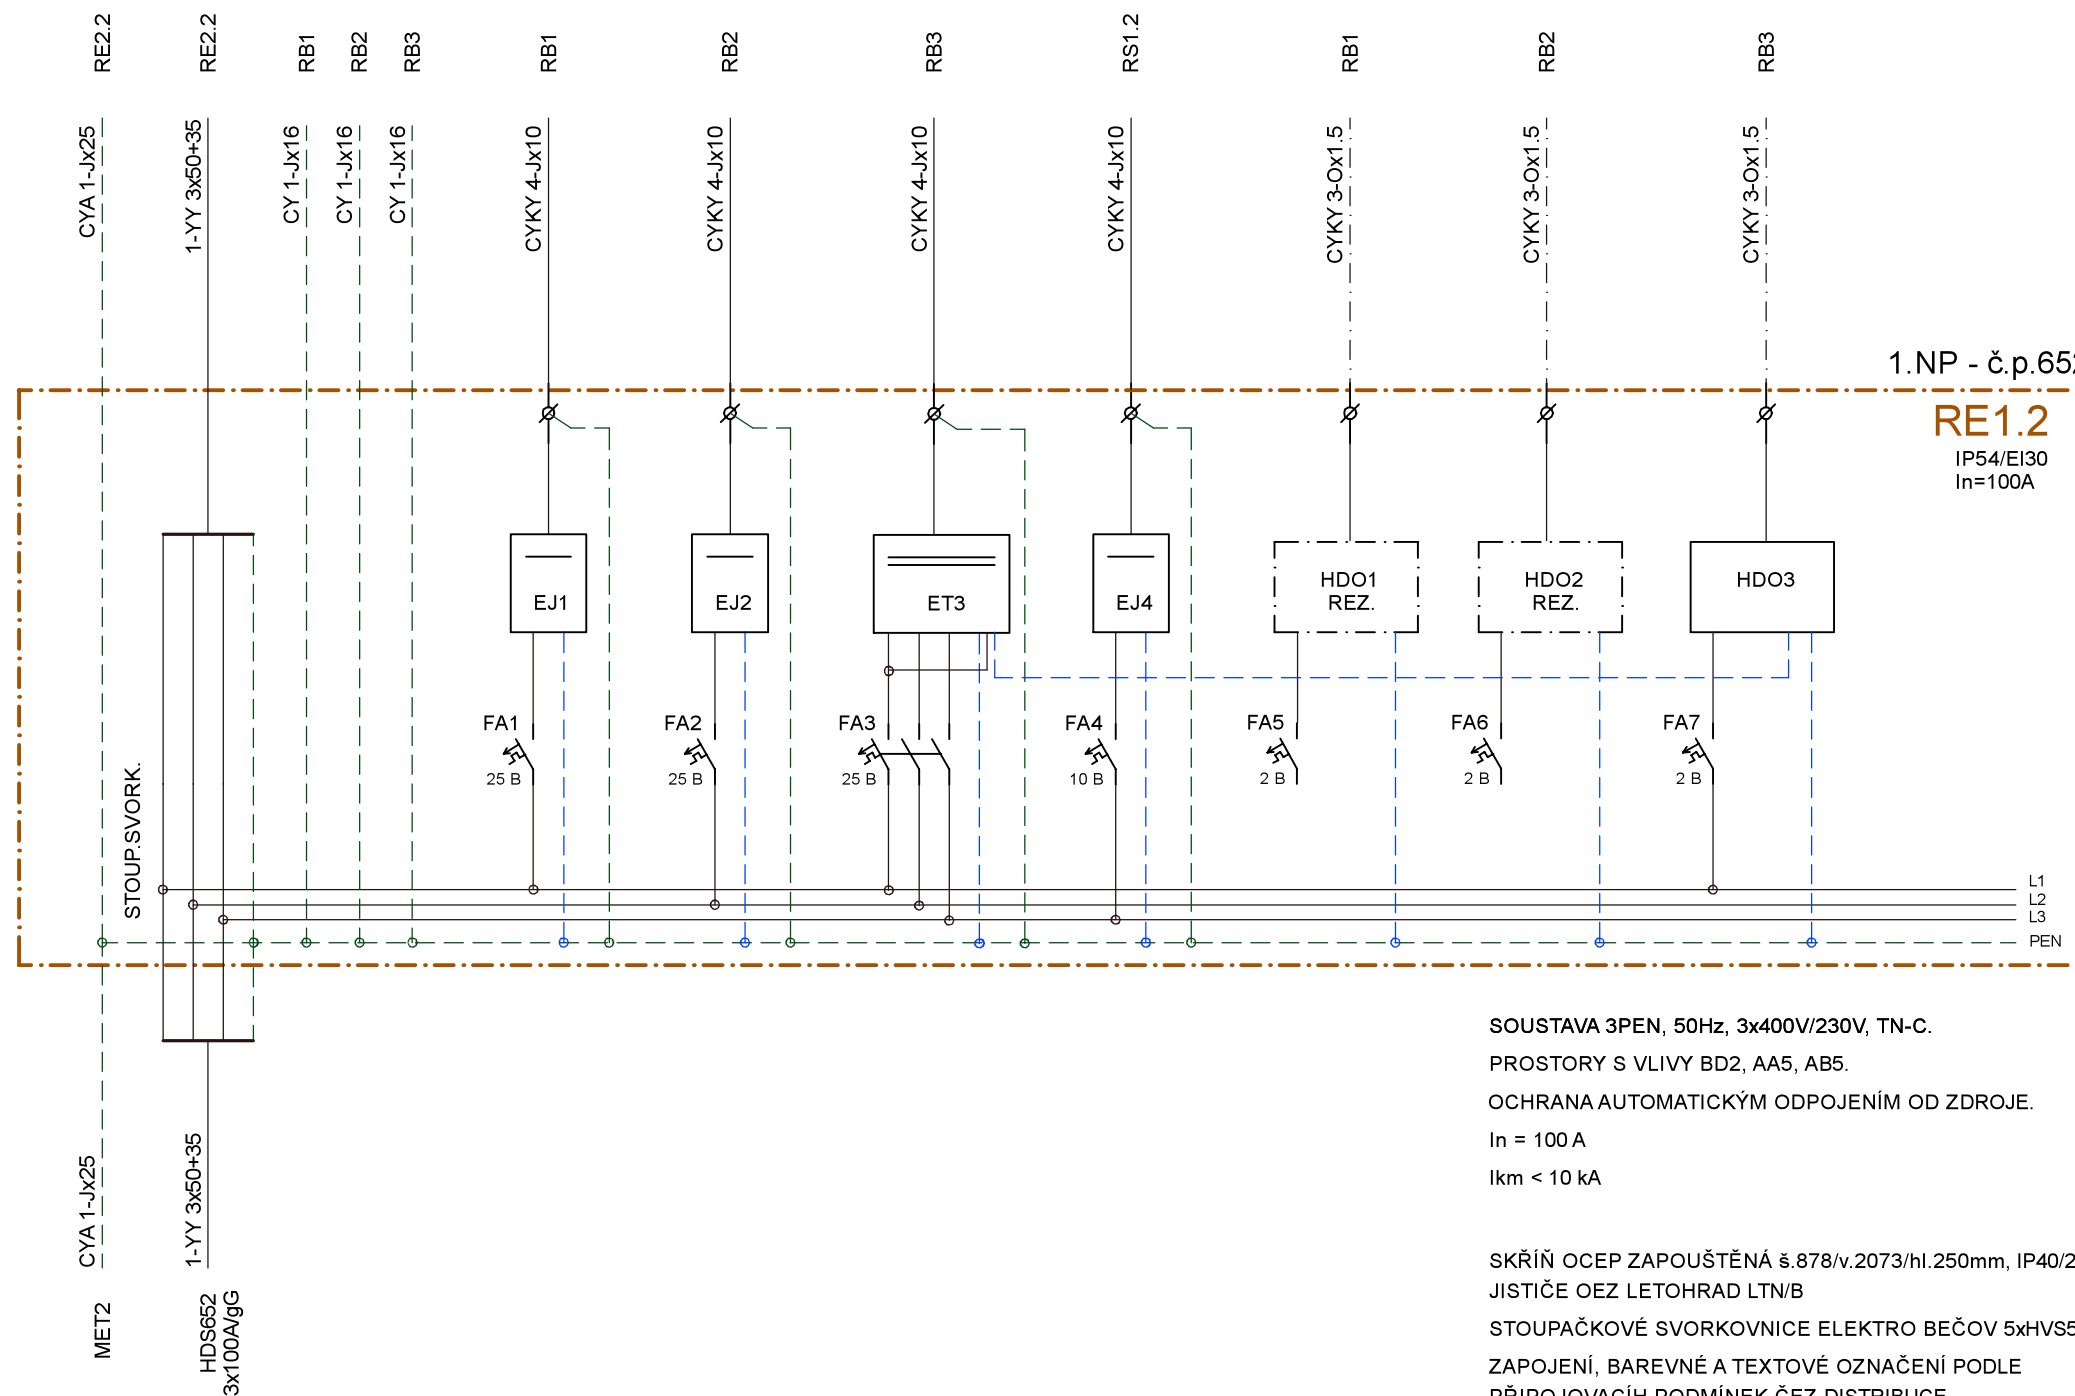 RE2.2
RE2.2
RB1
RB2
RB3
RB1
RB2
RB3
RS1.2
RB1
RB2
RB3
CYA 1-Jx25
1-YY 3x50+35
CY 1-Jx16
CY 1-Jx16
CY 1-Jx16
CYKY 4-Jx10
CYKY 4-Jx10
CYKY 4-Jx10
CYKY 4-Jx10
CYKY 3-Ox1.5
CYKY 3-Ox1.5
CYKY 3-Ox1.5
1.NP - č.p.652
RE1.2
IP54/EI30
In=100A
EJ1
EJ2
ET3
EJ4
HDO1
REZ.
HDO2
REZ.
HDO3
FA1
25 B
FA2
25 B
FA3
25 B
FA4
10 B
FA5
2 B
FA6
2 B
FA7
2 B
STOUP.SVORK.
L1
L2
L3
PEN
CYA 1-Jx25
1-YY 3x50+35
MET2
HDS652
3x100A/gG
SOUSTAVA 3PEN, 50Hz, 3x400V/230V, TN-C.
PROSTORY S VLIVY BD2, AA5, AB5.
OCHRANA AUTOMATICKÝM ODPOJENÍM OD ZDROJE.
In = 100 A
Ikm < 10 kA
SKŘÍŇ OCEP ZAPOUŠTĚNÁ š.878/v.2073/hl.250mm, IP40/2
JISTIČE OEZ LETOHRAD LTN/B
STOUPAČKOVÉ SVORKOVNICE ELEKTRO BEČOV 5xHVS5
ZAPOJENÍ, BAREVNÉ A TEXTOVÉ OZNAČENÍ PODLE
PŘIPOJOVACÍH PODMÍNEK ČEZ DISTRIBUCE